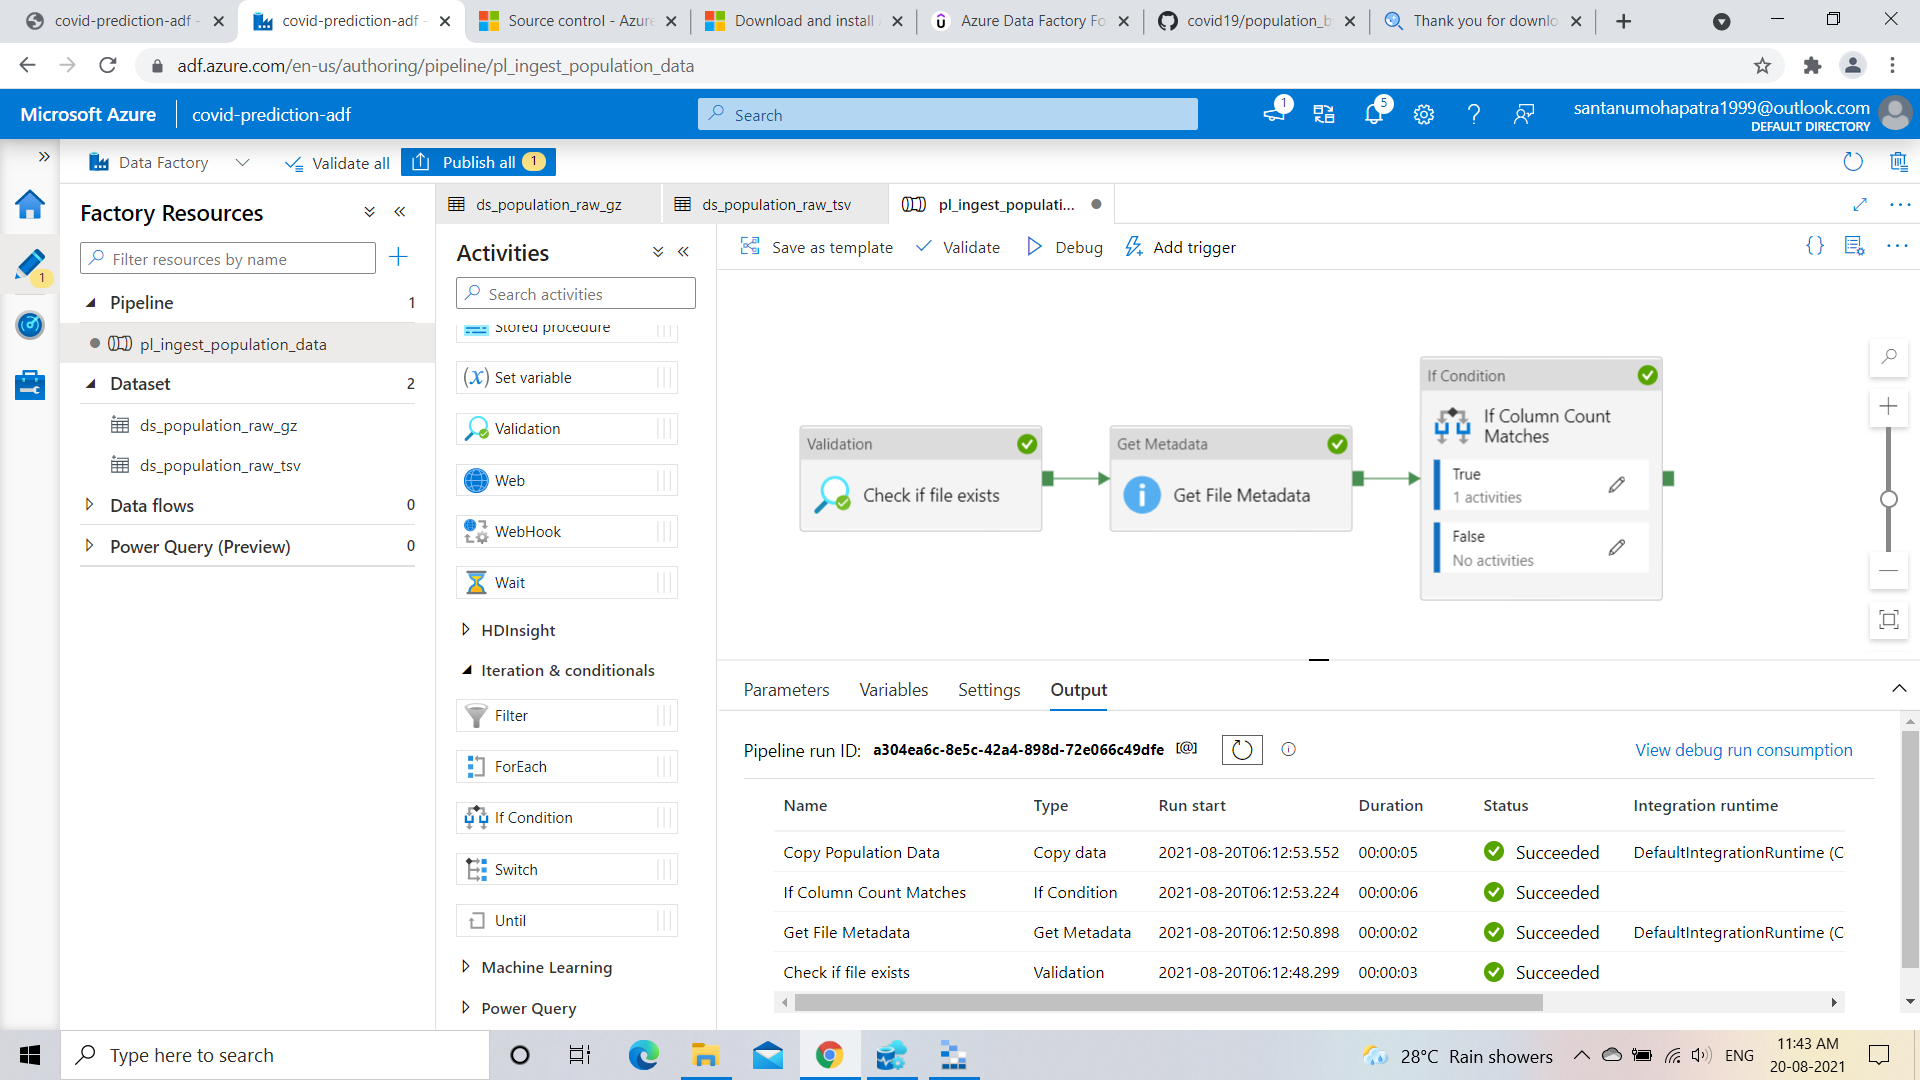 covid-prediction-adf -
covid-prediction-adf -
Source control - Azure
Download and install
Azure Data Factory Fo
covid19/population_b
Thank you for downlo
adf.azure.com/en-us/authoring/pipeline/pl_ingest_population_data
Microsoft Azure
covid-prediction-adf
Search
1
5
santanumohapatra1999@outlook.com
DEFAULT DIRECTORY
Data Factory
Validate all
Publish all 1
1
Factory Resources
Filter resources by name
Pipeline 1
pl_ingest_population_data
Dataset 2
ds_population_raw_gz
ds_population_raw_tsv
Data flows 0
Power Query (Preview) 0
ds_population_raw_gz
ds_population_raw_tsv
pl_ingest_populati...
Activities
Search activities
Stored procedure
Set variable
Validation
Web
WebHook
Wait
HDInsight
Iteration & conditionals
Filter
ForEach
If Condition
Switch
Until
Machine Learning
Power Query
Save as template
Validate
Debug
Add trigger
Validation
Check if file exists
Get Metadata
Get File Metadata
If Condition
If Column Count
Matches
True
1 activities
False
No activities
Parameters Variables Settings Output
Pipeline run ID: a304ea6c-8e5c-42a4-898d-72e066c49dfe
View debug run consumption
Name Type Run start Duration Status Integration runtime
Copy Population Data Copy data 2021-08-20T06:12:53.552 00:00:05 Succeeded DefaultIntegrationRuntime (C
If Column Count Matches If Condition 2021-08-20T06:12:53.224 00:00:06 Succeeded
Get File Metadata Get Metadata 2021-08-20T06:12:50.898 00:00:02 Succeeded DefaultIntegrationRuntime (C
Check if file exists Validation 2021-08-20T06:12:48.299 00:00:03 Succeeded
Type here to search
28°C Rain showers
ENG
11:43 AM
20-08-2021